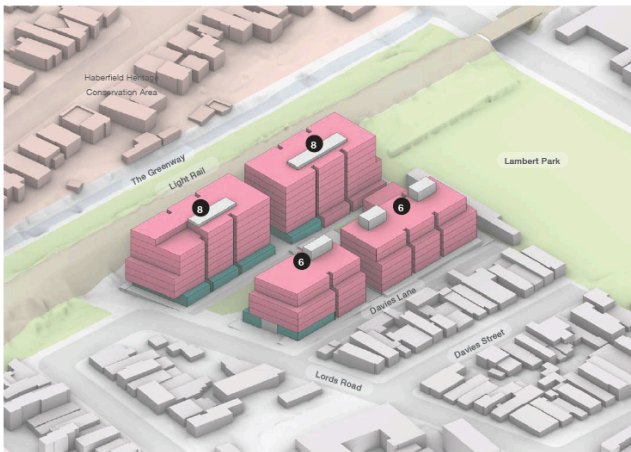 Haberfield Heritage
Conservation Area
The Greenway
Light Rail
Lambert Park
8
8
6
6
Davies Lane
Davies Street
Lords Road